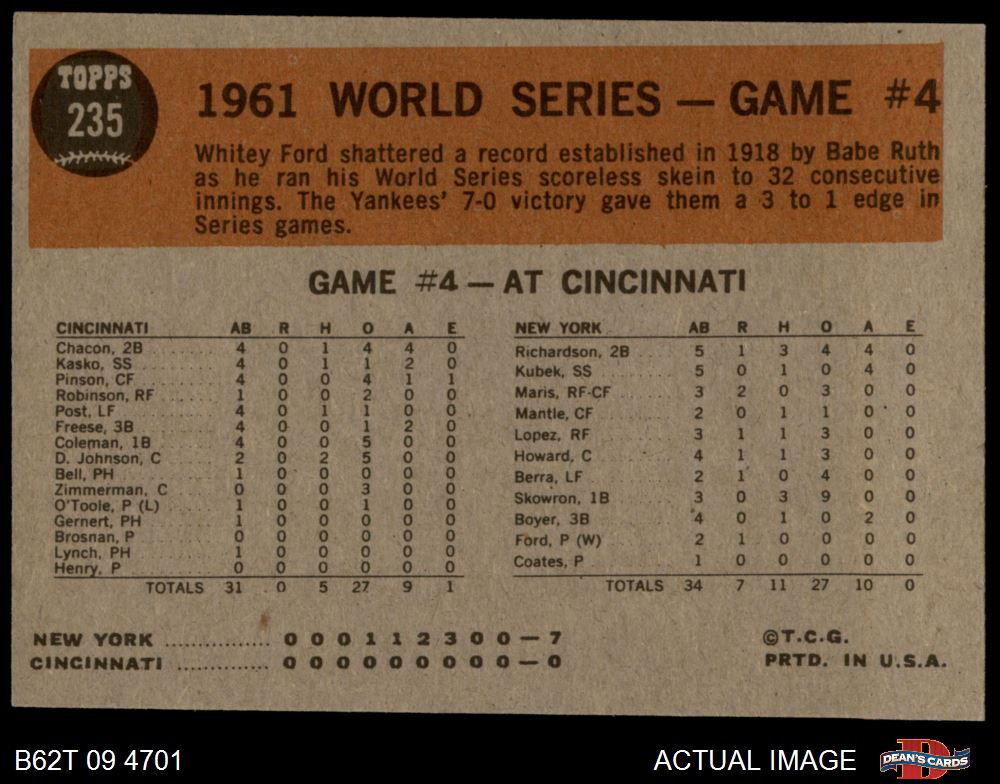 TOPPS
235
1961 WORLD SERIES — GAME #4
Whitey Ford shattered a record established in 1918 by Babe Ruth
as he ran his World Series scoreless skein to 32 consecutive
innings. The Yankees' 7-0 victory gave them a 3 to 1 edge in
Series games.
GAME #4 — AT CINCINNATI
CINCINNATI AB R H O A E
Chacon, 2B 4 0 1 4 4 0
Kasko, SS 4 0 1 1 2 0
Pinson, CF 4 0 0 4 1 1
Robinson, RF 1 0 0 2 0 0
Post, LF 4 0 1 1 0 0
Freese, 3B 4 0 0 1 2 0
Coleman, 1B 4 0 0 5 0 0
D. Johnson, C 2 0 2 5 0 0
Bell, PH 1 0 0 0 0 0
Zimmerman, C 0 0 0 3 0 0
O'Toole, P (L) 1 0 0 1 0 0
Gernert, PH 1 0 0 0 0 0
Brosnan, P 0 0 0 0 0 0
Lynch, PH 1 0 0 0 0 0
Henry, P 0 0 0 0 0 0
TOTALS 31 0 5 27 9 1
NEW YORK AB R H O A E
Richardson, 2B 5 1 3 4 4 0
Kubek, SS 5 0 1 0 4 0
Maris, RF-CF 3 2 0 3 0 0
Mantle, CF 2 0 1 1 0 0
Lopez, RF 3 1 1 3 0 0
Howard, C 4 1 1 3 0 0
Berra, LF 2 1 0 4 0 0
Skowron, 1B 3 0 3 9 0 0
Boyer, 3B 4 0 1 0 2 0
Ford, P (W) 2 1 0 0 0 0
Coates, P 1 0 0 0 0 0
TOTALS 34 7 11 27 10 0
NEW YORK ................ 0 0 0 1 1 2 3 0 0 — 7
CINCINNATI .............. 0 0 0 0 0 0 0 0 0 — 0
©T.C.G.
PRTD. IN U.S.A.
B62T 09 4701
ACTUAL IMAGE
D
DEAN'S CARDS